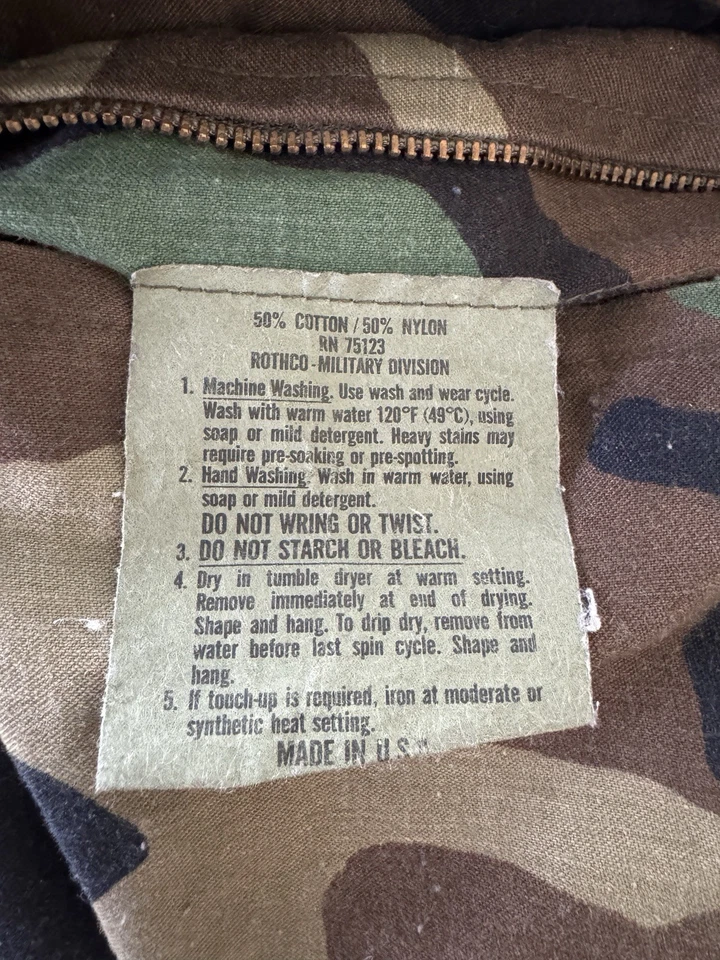 50% COTTON / 50% NYLON
RN 75123
ROTHCO - MILITARY DIVISION
1. Machine Washing. Use wash and wear cycle.
Wash with warm water 120°F (49°C), using
soap or mild detergent. Heavy stains may
require pre-soaking or pre-spotting.
2. Hand Washing. Wash in warm water, using
soap or mild detergent.
DO NOT WRING OR TWIST.
3. DO NOT STARCH OR BLEACH.
4. Dry in tumble dryer at warm setting.
Remove immediately at end of drying.
Shape and hang. To drip dry, remove from
water before last spin cycle. Shape and
hang.
5. If touch-up is required, iron at moderate or
synthetic heat setting.
MADE IN U.S.